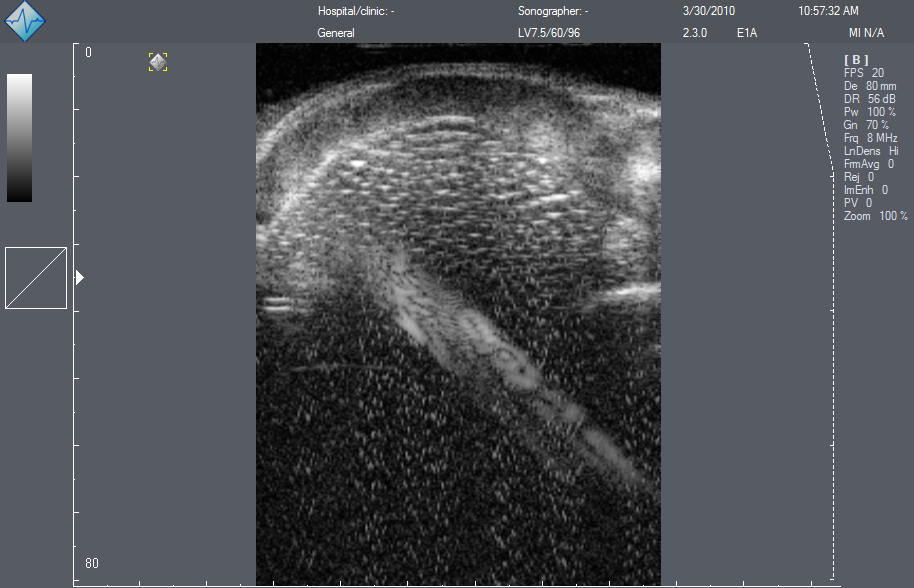 Hospital/clinic: - Sonographer: - 3/30/2010 10:57:32 AM
General LV7.5/60/96 2.3.0 E1A MI N/A
0
[ B ]
FPS 20
De 80 mm
DR 56 dB
Pw 100 %
Gn 70 %
Frq 8 MHz
LnDens Hi
FrmAvg 0
Rej 0
ImEnh 0
PV 0
Zoom 100 %
80